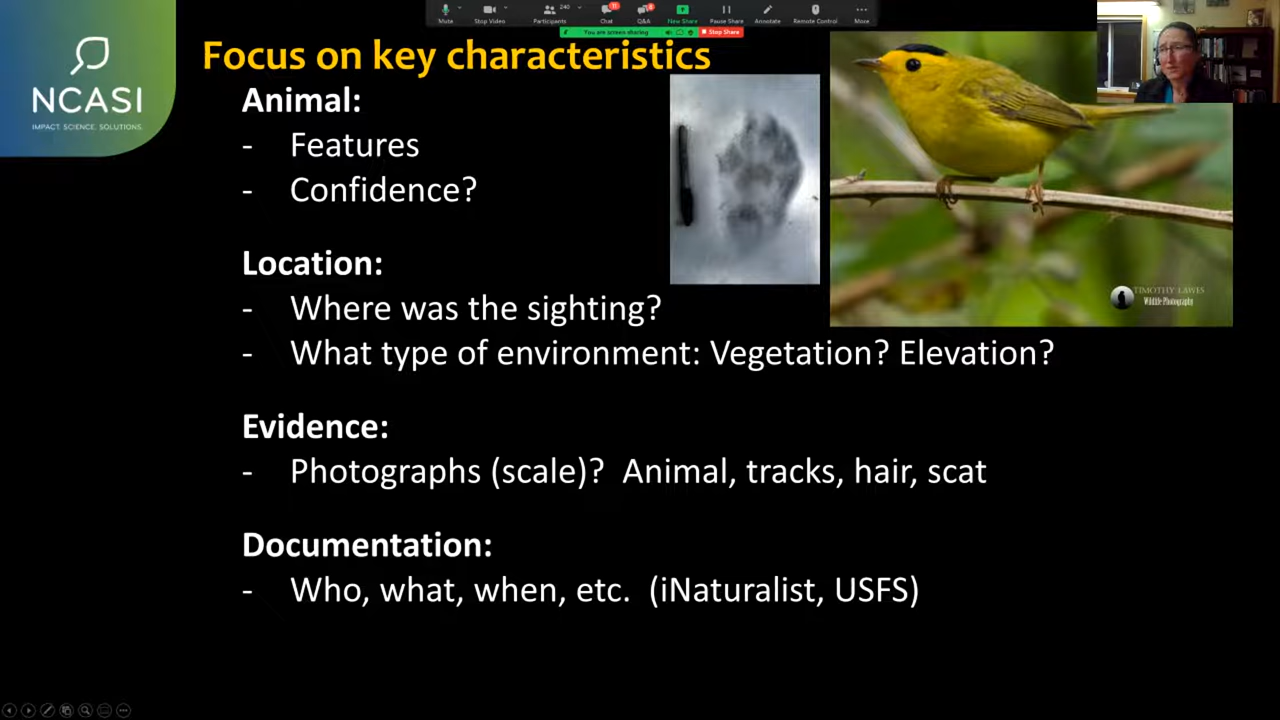 Mute
Stop Video
Participants
240
Chat
Q&A
8
New Share
Pause Share
Annotate
Remote Control
More
You are screen sharing
Stop Share
NCASI
IMPACT. SCIENCE. SOLUTIONS.
Focus on key characteristics
Animal:
- Features
- Confidence?
TIMOTHY LAWES
Wildlife Photography
Location:
- Where was the sighting?
- What type of environment: Vegetation? Elevation?
Evidence:
- Photographs (scale)? Animal, tracks, hair, scat
Documentation:
- Who, what, when, etc. (iNaturalist, USFS)